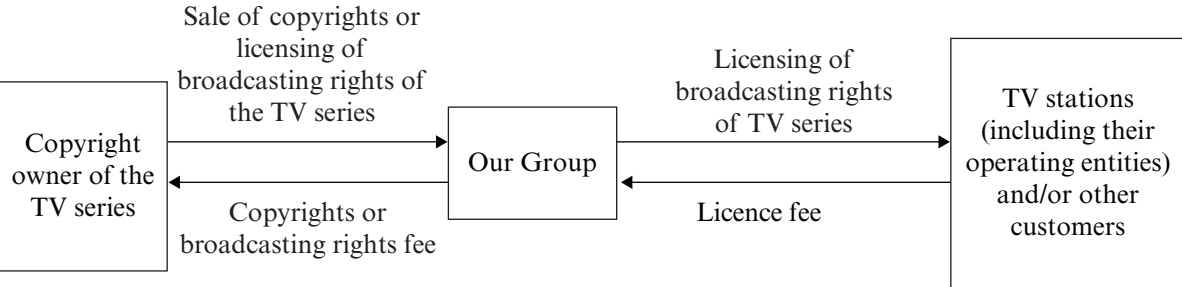 Sale of copyrights or
licensing of
broadcasting rights of
the TV series
Licensing of
broadcasting rights
of TV series
Copyright
owner of the
TV series
Our Group
TV stations
(including their
operating entities)
and/or other
customers
Copyrights or
broadcasting rights fee
Licence fee